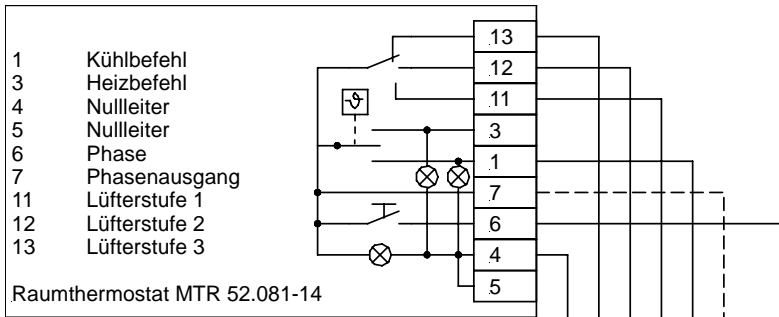 1 Kühlbefehl
3 Heizbefehl
4 Nullleiter
5 Nullleiter
6 Phase
7 Phasenausgang
11 Lüfterstufe 1
12 Lüfterstufe 2
13 Lüfterstufe 3
Raumthermostat MTR 52.081-14
ϑ
13
12
11
3
1
7
6
4
5